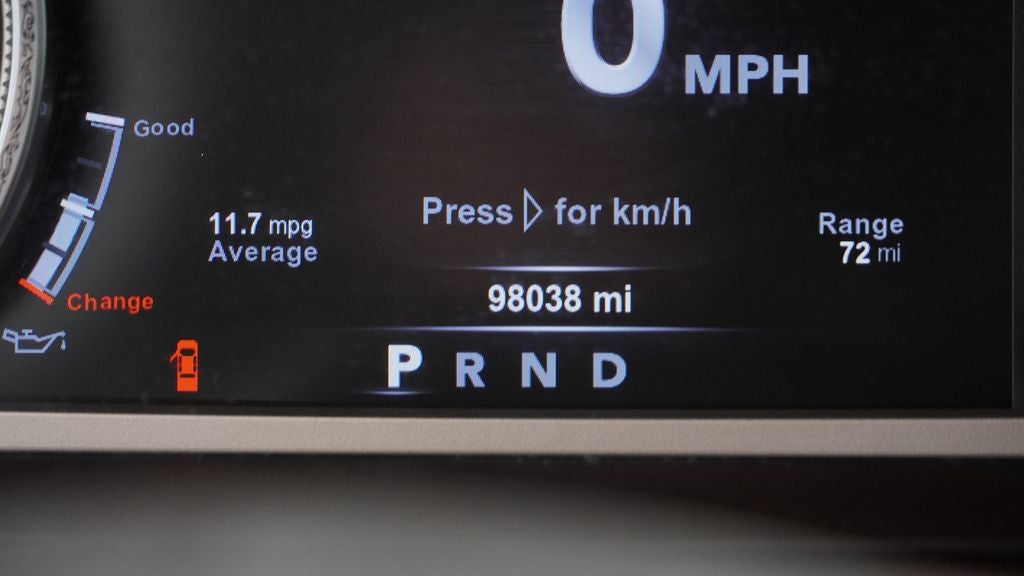 0 MPH
Good
Press ▷ for km/h
11.7 mpg
Average
Range
72 mi
98038 mi
Change
P R N D